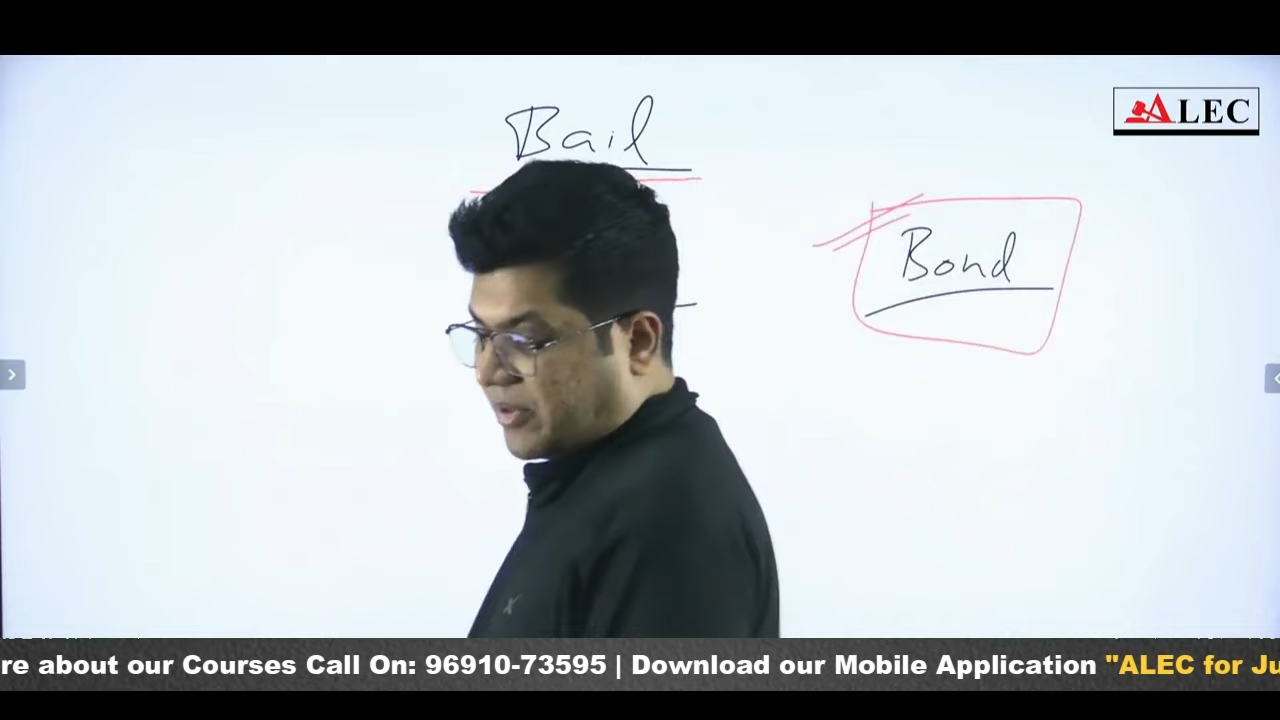 Bail
ALEC
Bond
re about our Courses Call On: 96910-73595 | Download our Mobile Application "ALEC for Ju